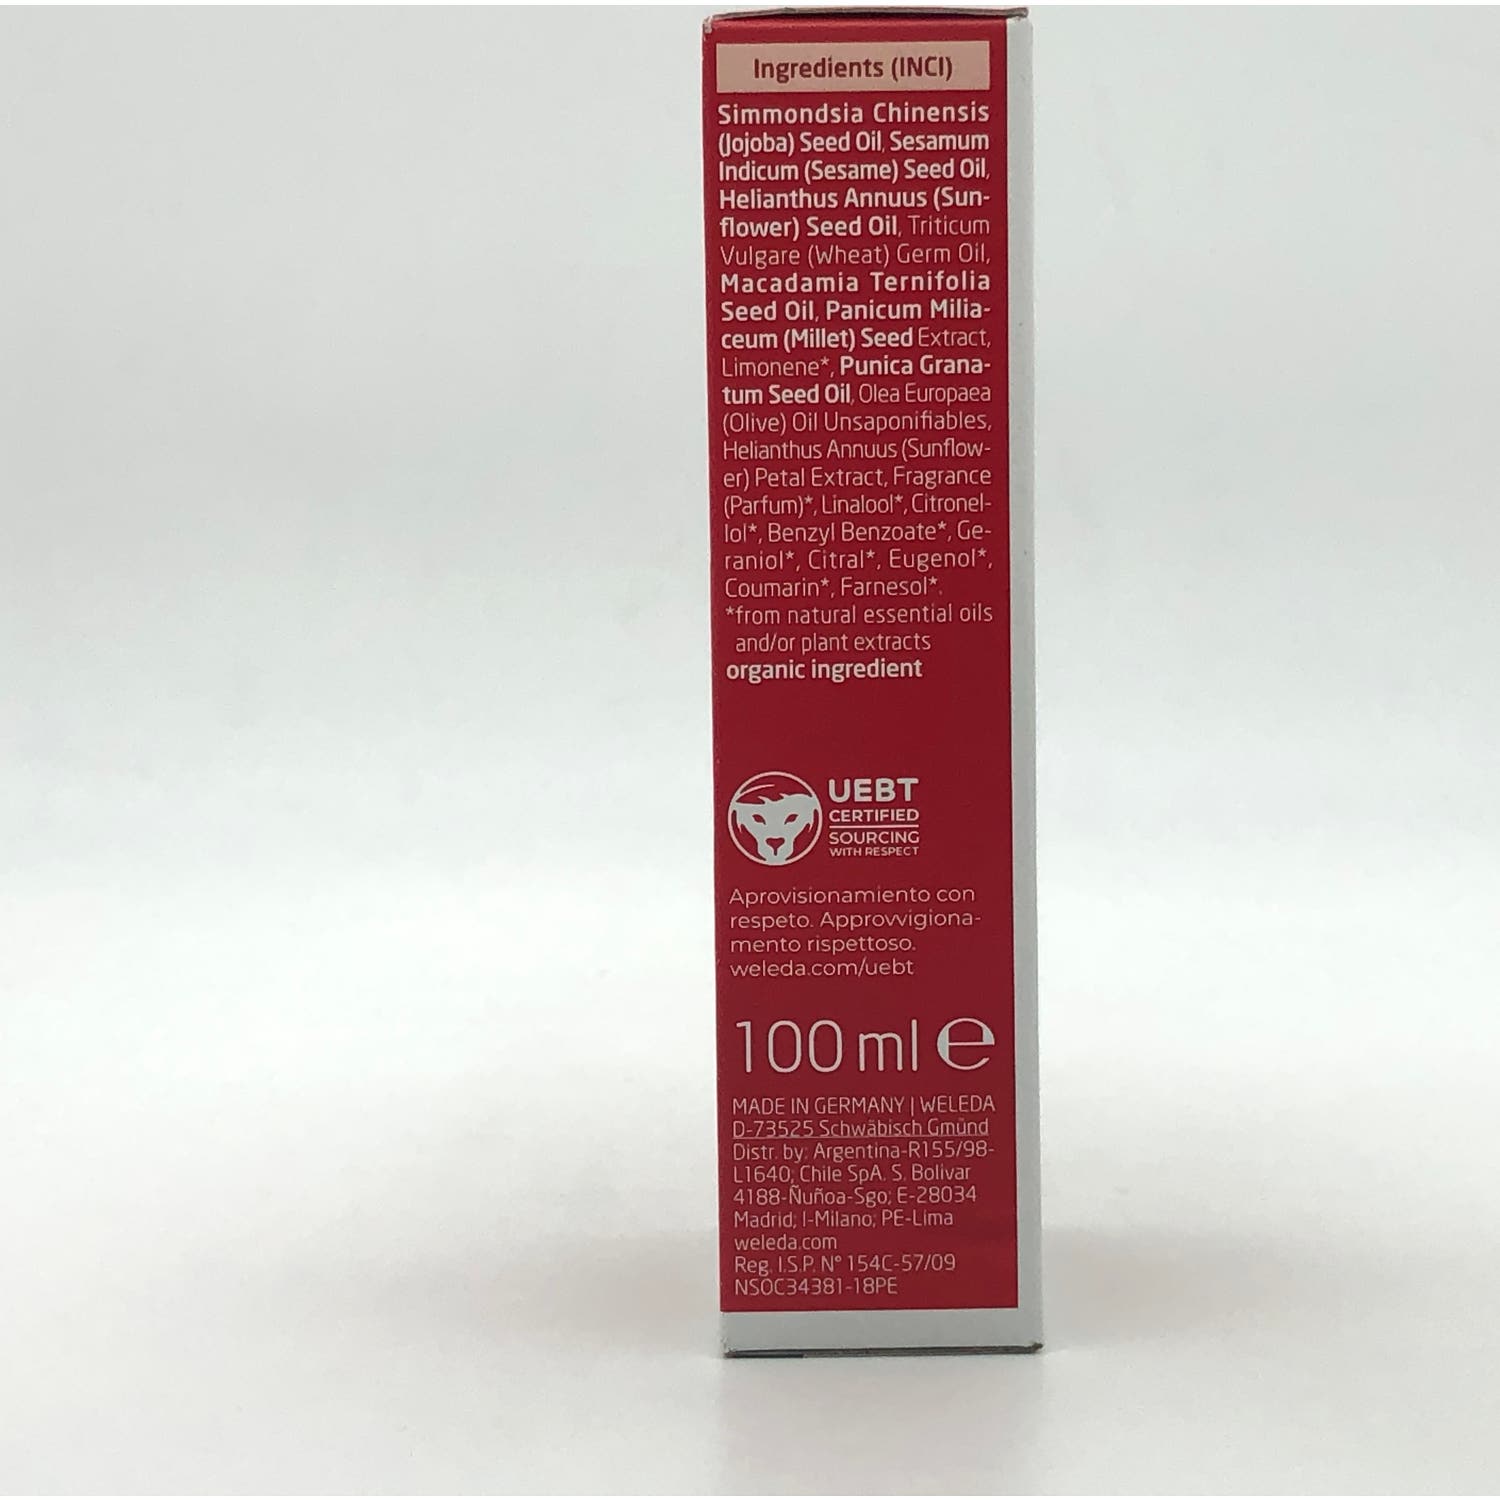 Ingredients (INCI)
Simmondsia Chinensis
(Jojoba) Seed Oil, Sesamum
Indicum (Sesame) Seed Oil,
Helianthus Annuus (Sun-
flower) Seed Oil, Triticum
Vulgare (Wheat) Germ Oil,
Macadamia Ternifolia
Seed Oil, Panicum Milia-
ceum (Millet) Seed Extract,
Limonene*, Punica Grana-
tum Seed Oil, Olea Europaea
(Olive) Oil Unsaponifiables,
Helianthus Annuus (Sunflow-
er) Petal Extract, Fragrance
(Parfum)*, Linalool*, Citronel-
lol*, Benzyl Benzoate*, Ge-
raniol*, Citral*, Eugenol*,
Coumarin*, Farnesol*.
*from natural essential oils
and/or plant extracts
organic ingredient
UEBT
CERTIFIED
SOURCING
WITH RESPECT
Aprovisionamiento con
respeto. Approvvigiona-
mento rispettoso.
weleda.com/uebt
100 ml ℮
MADE IN GERMANY | WELEDA
D-73525 Schwäbisch Gmünd
Distr. by: Argentina-R155/98-
L1640; Chile SpA. S. Bolivar
4188-Ñuñoa-Sgo; E-28034
Madrid; I-Milano; PE-Lima
weleda.com
Reg. I.S.P. N° 154C-57/09
NSOC34381-18PE